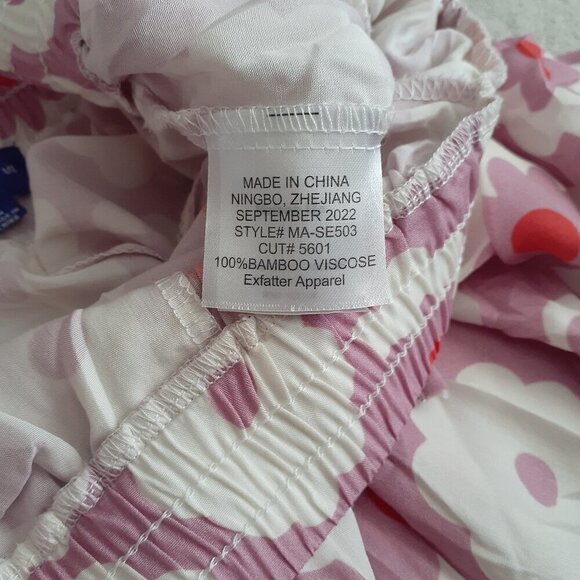 MADE IN CHINA
NINGBO, ZHEJIANG
SEPTEMBER 2022
STYLE# MA-SE503
CUT# 5601
100%BAMBOO VISCOSE
Exfatter Apparel